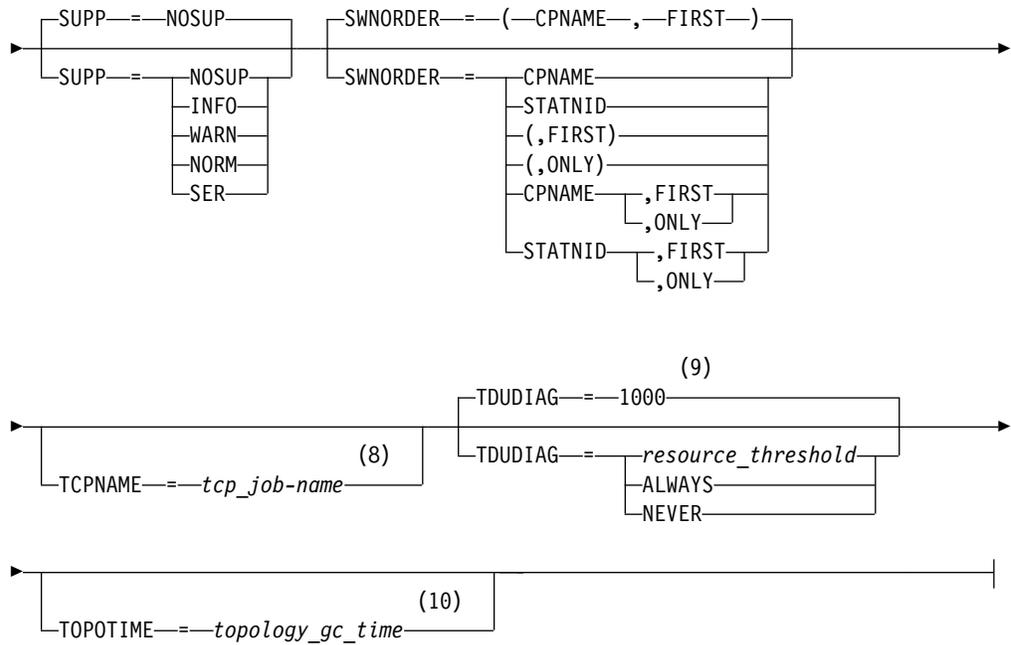 SUPP = NOSUP SWNORDER = ( CPNAME , FIRST )
SUPP = NOSUP SWNORDER = CPNAME
INFO STATNID
WARN (,FIRST)
NORM (,ONLY)
SER CPNAME ,FIRST
,ONLY
STATNID ,FIRST
,ONLY
(9)
TDUDIAG = 1000
(8) TDUDIAG = resource_threshold
TCPNAME = tcp_job-name ALWAYS
NEVER
(10)
TOPOTIME = topology_gc_time